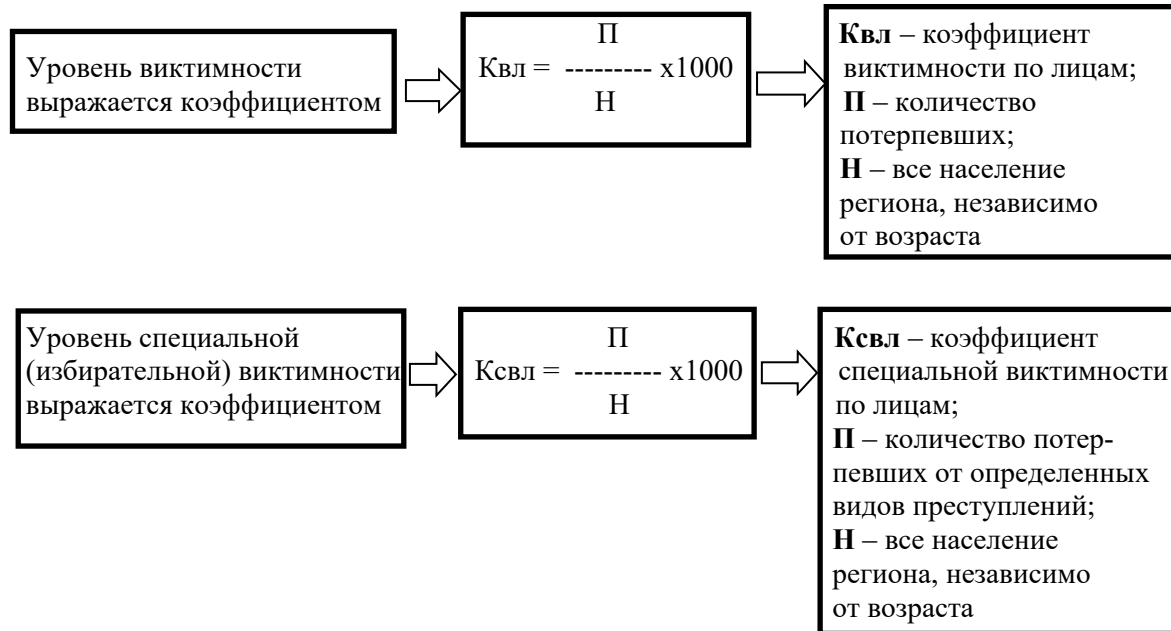 Уровень виктимности
выражается коэффициентом
П
Квл = --------- х1000
Н
Квл – коэффициент
виктимности по лицам;
П – количество
потерпевших;
Н – все население
региона, независимо
от возраста
Уровень специальной
(избирательной) виктимности
выражается коэффициентом
П
Ксвл = --------- х1000
Н
Ксвл – коэффициент
специальной виктимности
по лицам;
П – количество потер-
певших от определенных
видов преступлений;
Н – все население
региона, независимо
от возраста